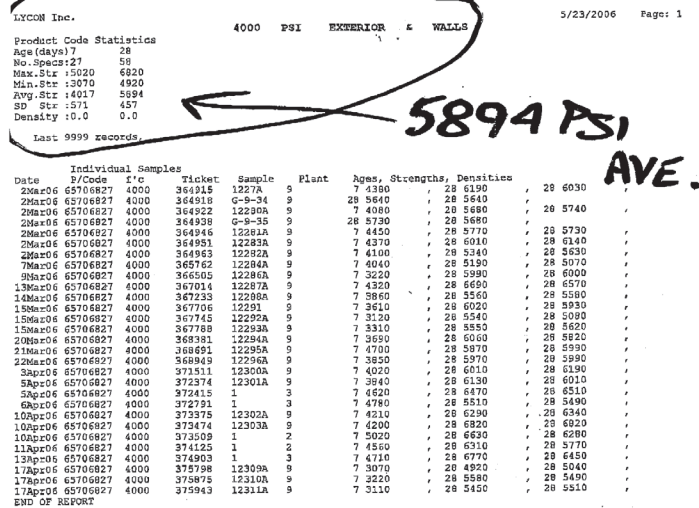 LYCON Inc.
5/23/2006 Page: 1
4000 PSI EXTERIOR & WALLS
Product Code Statistics
Age(days)7 28
No.Specs:27 58
Max.Str :5020 6820
Min.Str :3070 4920
Avg.Str :4017 5894
SD Str :571 457
Density :0.0 0.0
5894 PSI
AVE.
Last 9999 records,
Individual Samples
Date P/Code f'c Ticket Sample Plant Ages, Strengths, Densities
2Mar06 65706827 4000 364915 1227A 9 7 4380 , 28 6190 , 28 6030 ,
2Mar06 65706827 4000 364918 G-9-34 9 28 5640 , 28 5640 ,
2Mar06 65706827 4000 364922 12280A 9 7 4080 , 28 5680 , 28 5740 ,
2Mar06 65706827 4000 364938 G-9-35 9 28 5730 , 28 5680 ,
2Mar06 65706827 4000 364946 12281A 9 7 4450 , 28 5770 , 28 5730 ,
2Mar06 65706827 4000 364951 12283A 9 7 4370 , 28 6010 , 28 6140 ,
2Mar06 65706827 4000 364963 12282A 9 7 4100 , 28 5340 , 28 5630 ,
7Mar06 65706827 4000 365762 12284A 9 7 4040 , 28 5190 , 28 5070 ,
9Mar06 65706827 4000 366505 12286A 9 7 3220 , 28 5990 , 28 6000 ,
13Mar06 65706827 4000 367014 12287A 9 7 4320 , 28 6690 , 28 6570 ,
14Mar06 65706827 4000 367233 12288A 9 7 3860 , 28 5560 , 28 5580 ,
15Mar06 65706827 4000 367706 12291 9 7 3610 , 28 6020 , 28 5930 ,
15Mar06 65706827 4000 367745 12292A 9 7 3120 , 28 5540 , 28 5080 ,
15Mar06 65706827 4000 367788 12293A 9 7 3310 , 28 5550 , 28 5620 ,
20Mar06 65706827 4000 368381 12294A 9 7 3690 , 28 6060 , 28 5820 ,
21Mar06 65706827 4000 368691 12295A 9 7 4700 , 28 5870 , 28 5990 ,
22Mar06 65706827 4000 368949 12296A 9 7 3850 , 28 5970 , 28 5990 ,
3Apr06 65706827 4000 371511 12300A 9 7 4020 , 28 6010 , 28 6190 ,
5Apr06 65706827 4000 372374 12301A 9 7 3840 , 28 6130 , 28 6010 ,
5Apr06 65706827 4000 372415 1 3 7 4620 , 28 6470 , 28 6510 ,
6Apr06 65706827 4000 372791 1 3 7 4780 , 28 5510 , 28 5490 ,
10Apr06 65706827 4000 373375 12302A 9 7 4210 , 28 6290 , 28 6340 ,
10Apr06 65706827 4000 373474 12303A 9 7 4200 , 28 6820 , 28 6820 ,
10Apr06 65706827 4000 373509 1 2 7 5020 , 28 6630 , 28 6280 ,
11Apr06 65706827 4000 374125 1 2 7 4560 , 28 6310 , 28 5770 ,
13Apr06 65706827 4000 374903 1 3 7 4710 , 28 6770 , 28 6450 ,
17Apr06 65706827 4000 375798 12309A 9 7 3070 , 28 4920 , 28 5040 ,
17Apr06 65706827 4000 375875 12310A 9 7 3220 , 28 5580 , 28 5490 ,
17Apr06 65706827 4000 375943 12311A 9 7 3110 , 28 5450 , 28 5510 ,
END OF REPORT